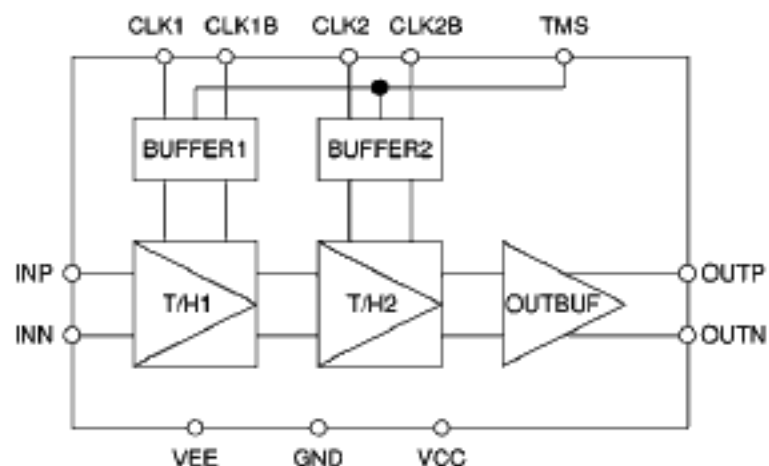 CLK1 CLK1B CLK2 CLK2B TMS
BUFFER1 BUFFER2
INP T/H1 T/H2 OUTBUF OUTP
INN OUTN
VEE GND VCC